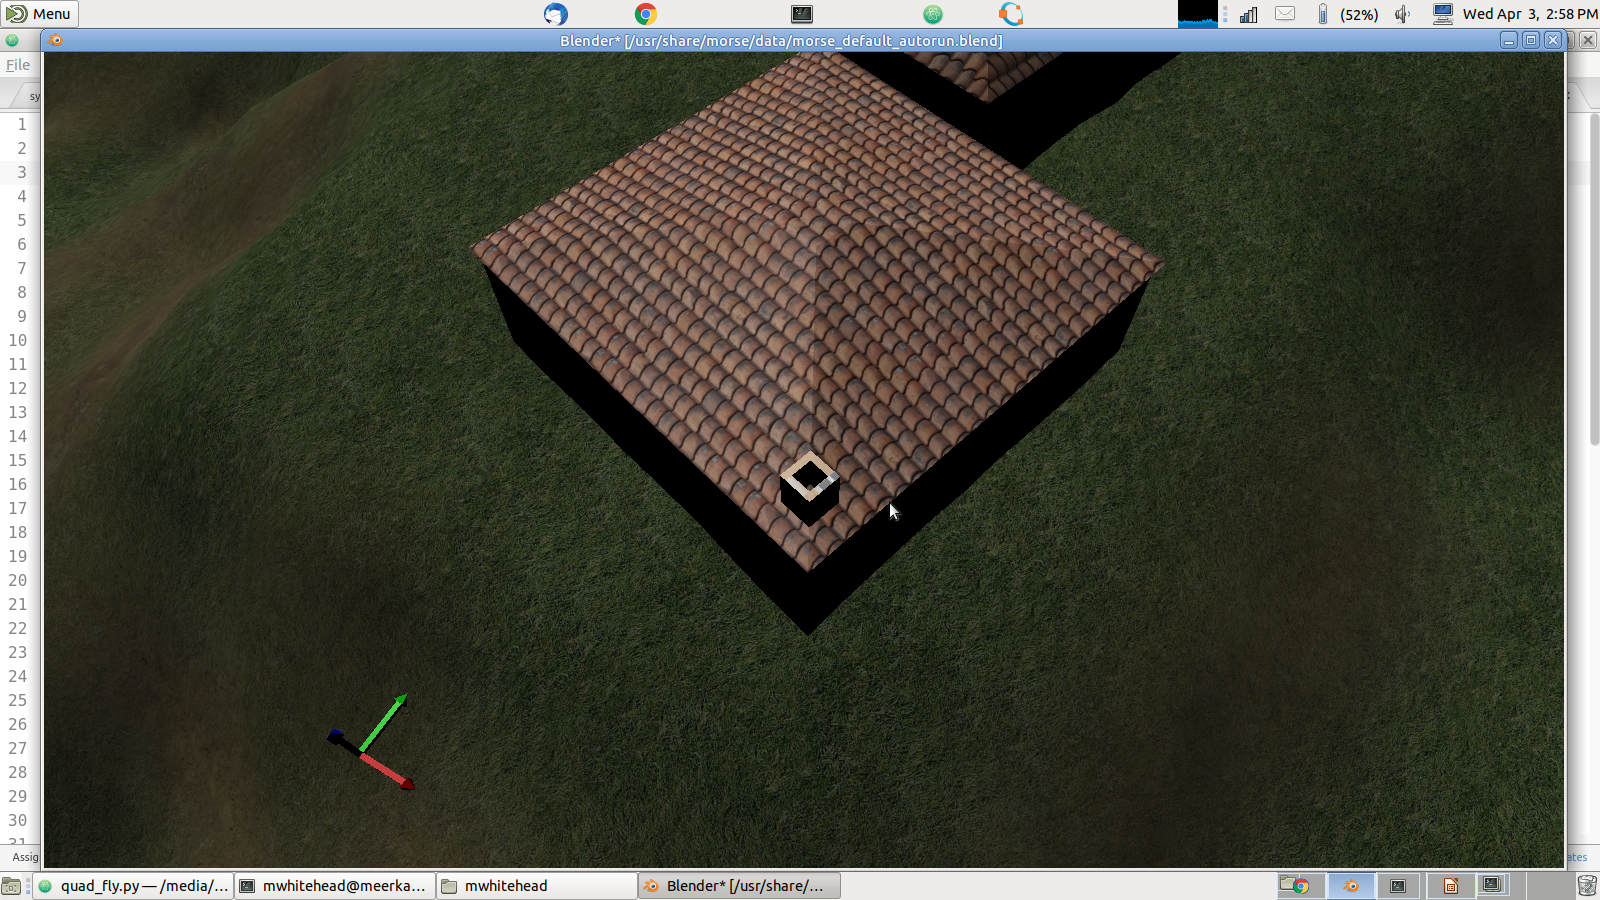 Menu
(52%)
Wed Apr 3, 2:58 PM
Blender* [/usr/share/morse/data/morse_default_autorun.blend]
File
sy
1
2
3
4
5
6
7
8
9
10
11
12
13
14
15
16
17
18
19
20
21
22
23
24
25
26
27
28
29
30
31
Assig
ates
quad_fly.py — /media/...
mwhitehead@meerka...
mwhitehead
Blender* [/usr/share/...